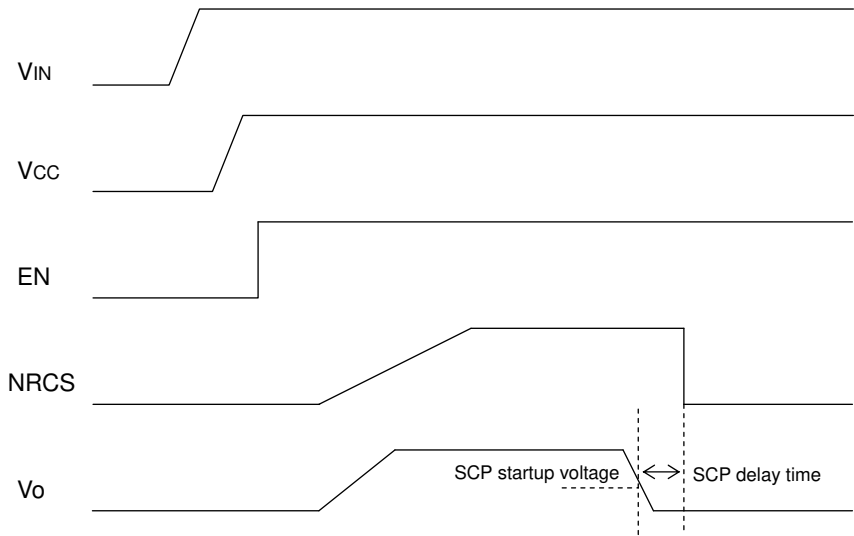 VIN
VCC
EN
NRCS
SCP startup voltage
SCP delay time
Vo